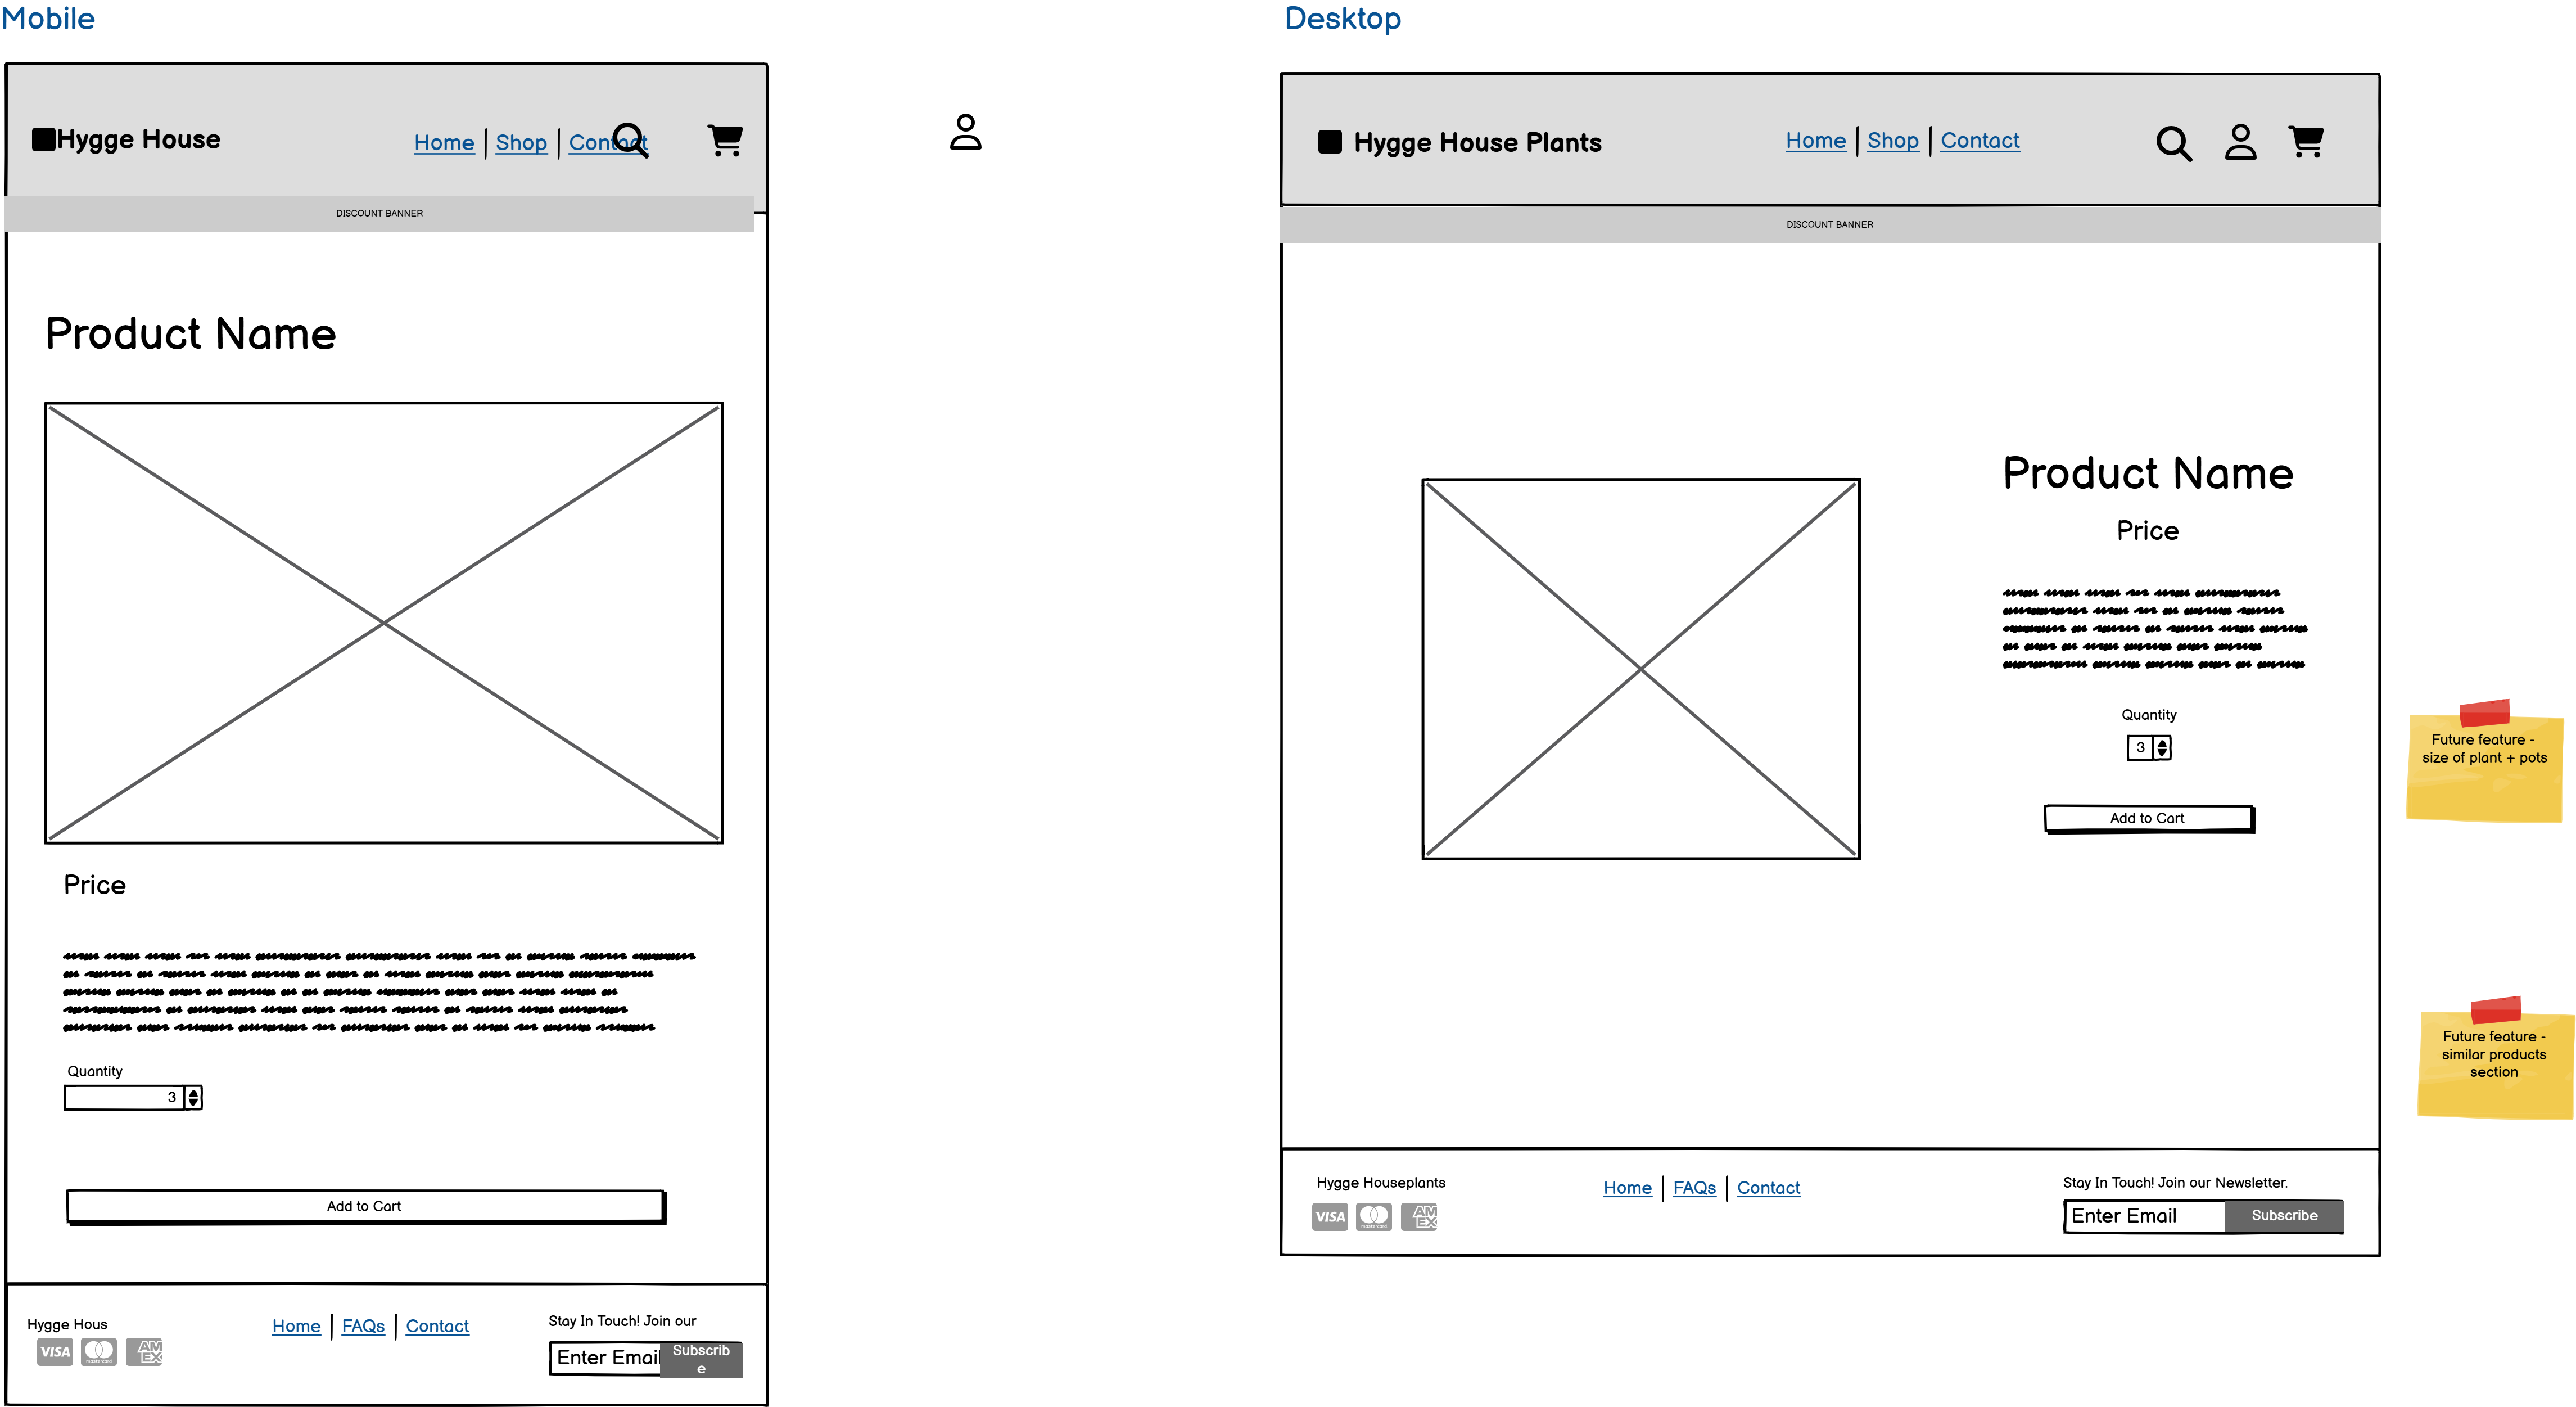 Mobile
Hygge House
Home | Shop | Contact
DISCOUNT BANNER
Product Name
Price
Quantity
3
Add to Cart
Hygge Hous
VISA mastercard AM EX
Home | FAQs | Contact
Stay In Touch! Join our
Enter Email
Subscrib
e
Desktop
Hygge House Plants
Home | Shop | Contact
DISCOUNT BANNER
Product Name
Price
Quantity
3
Add to Cart
Hygge Houseplants
VISA mastercard AM EX
Home | FAQs | Contact
Stay In Touch! Join our Newsletter.
Enter Email
Subscribe
Future feature -
size of plant + pots
Future feature -
similar products
section